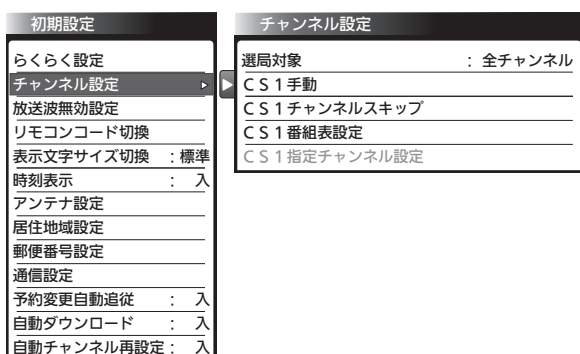 初期設定
らくらく設定
チャンネル設定
放送波無効設定
リモコンコード切換
表示文字サイズ切換 : 標準
時刻表示 : 入
アンテナ設定
居住地域設定
郵便番号設定
通信設定
予約変更自動追従 : 入
自動ダウンロード : 入
自動チャンネル再設定 : 入
チャンネル設定
選局対象 : 全チャンネル
ＣＳ１手動
ＣＳ１チャンネルスキップ
ＣＳ１番組表設定
ＣＳ１指定チャンネル設定